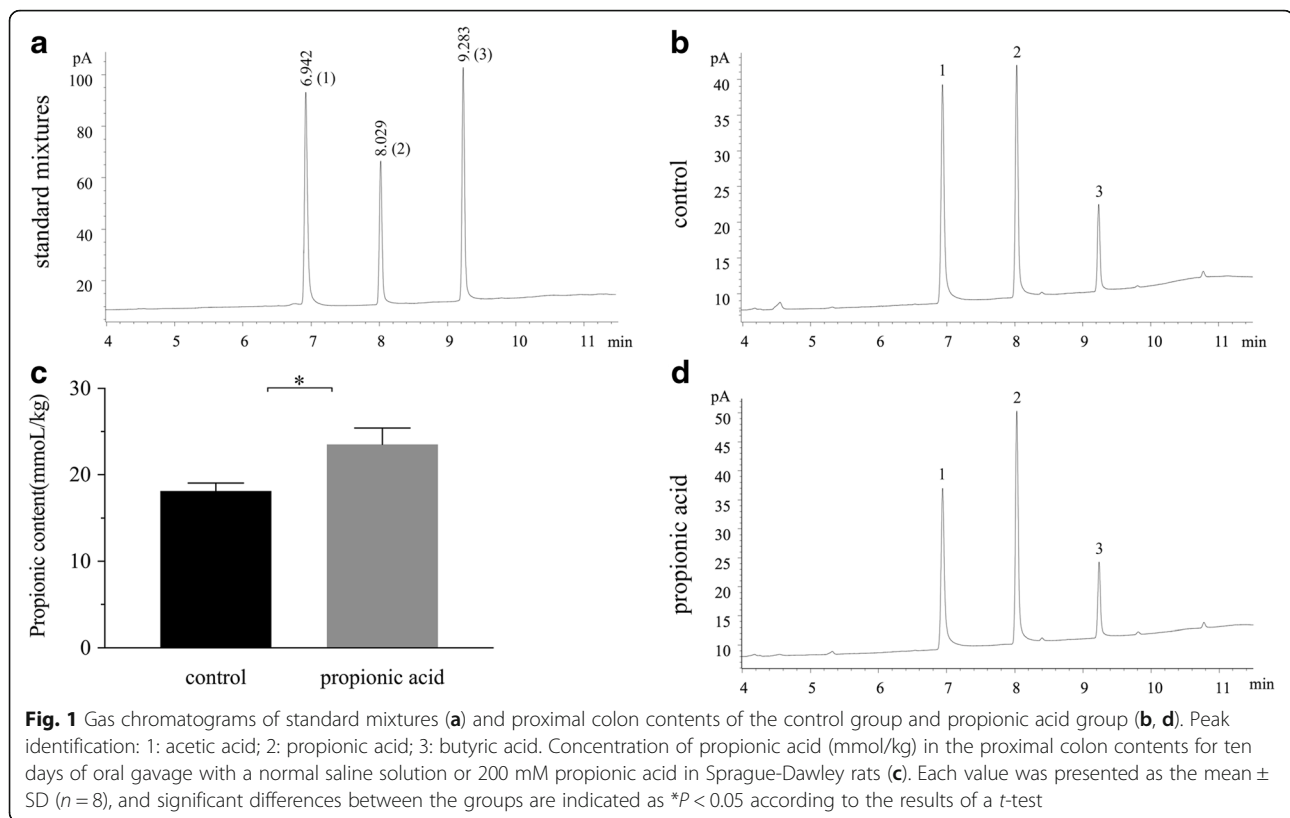 a
pA
100
80
60
40
20
standard mixtures
6.942 (1)
8.029 (2)
9.283 (3)
4 5 6 7 8 9 10 11 min
b
pA
40
35
30
25
20
15
10
control
1
2
3
4 5 6 7 8 9 10 11 min
c
Propionic content(mmoL/kg)
30
20
10
0
*
control propionic acid
d
pA
50
45
40
35
30
25
20
15
10
propionic acid
1
2
3
4 5 6 7 8 9 10 11 min
Fig. 1 Gas chromatograms of standard mixtures (a) and proximal colon contents of the control group and propionic acid group (b, d). Peak
identification: 1: acetic acid; 2: propionic acid; 3: butyric acid. Concentration of propionic acid (mmol/kg) in the proximal colon contents for ten
days of oral gavage with a normal saline solution or 200 mM propionic acid in Sprague-Dawley rats (c). Each value was presented as the mean ±
SD (n = 8), and significant differences between the groups are indicated as *P < 0.05 according to the results of a t-test